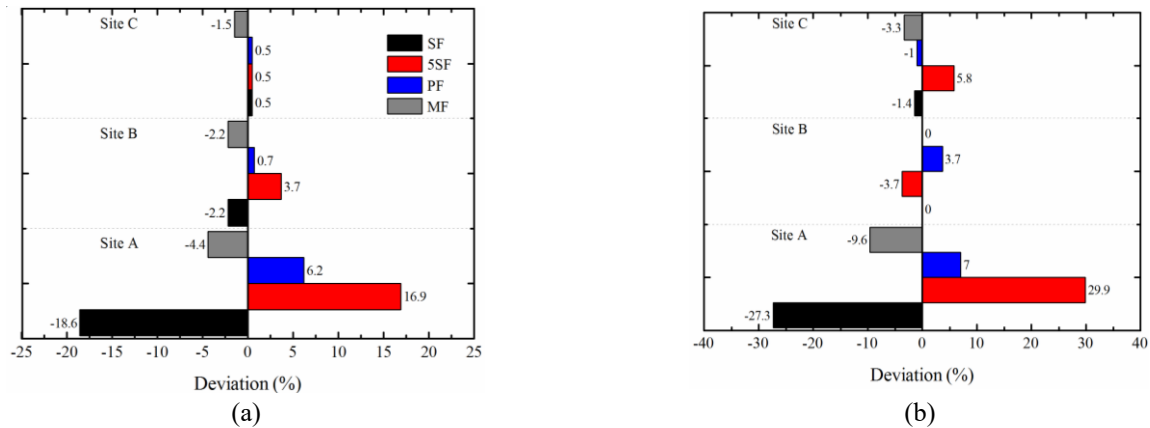 Site C
-1.5
0.5
0.5
0.5
SF
5SF
PF
MF
Site B
-2.2
0.7
3.7
-2.2
Site A
-4.4
6.2
16.9
-18.6
-25 -20 -15 -10 -5 0 5 10 15 20 25
Deviation (%)
(a)
Site C
-3.3
-1
5.8
-1.4
Site B
0
3.7
-3.7
0
Site A
-9.6
7
29.9
-27.3
-40 -30 -20 -10 0 10 20 30 40
Deviation (%)
(b)